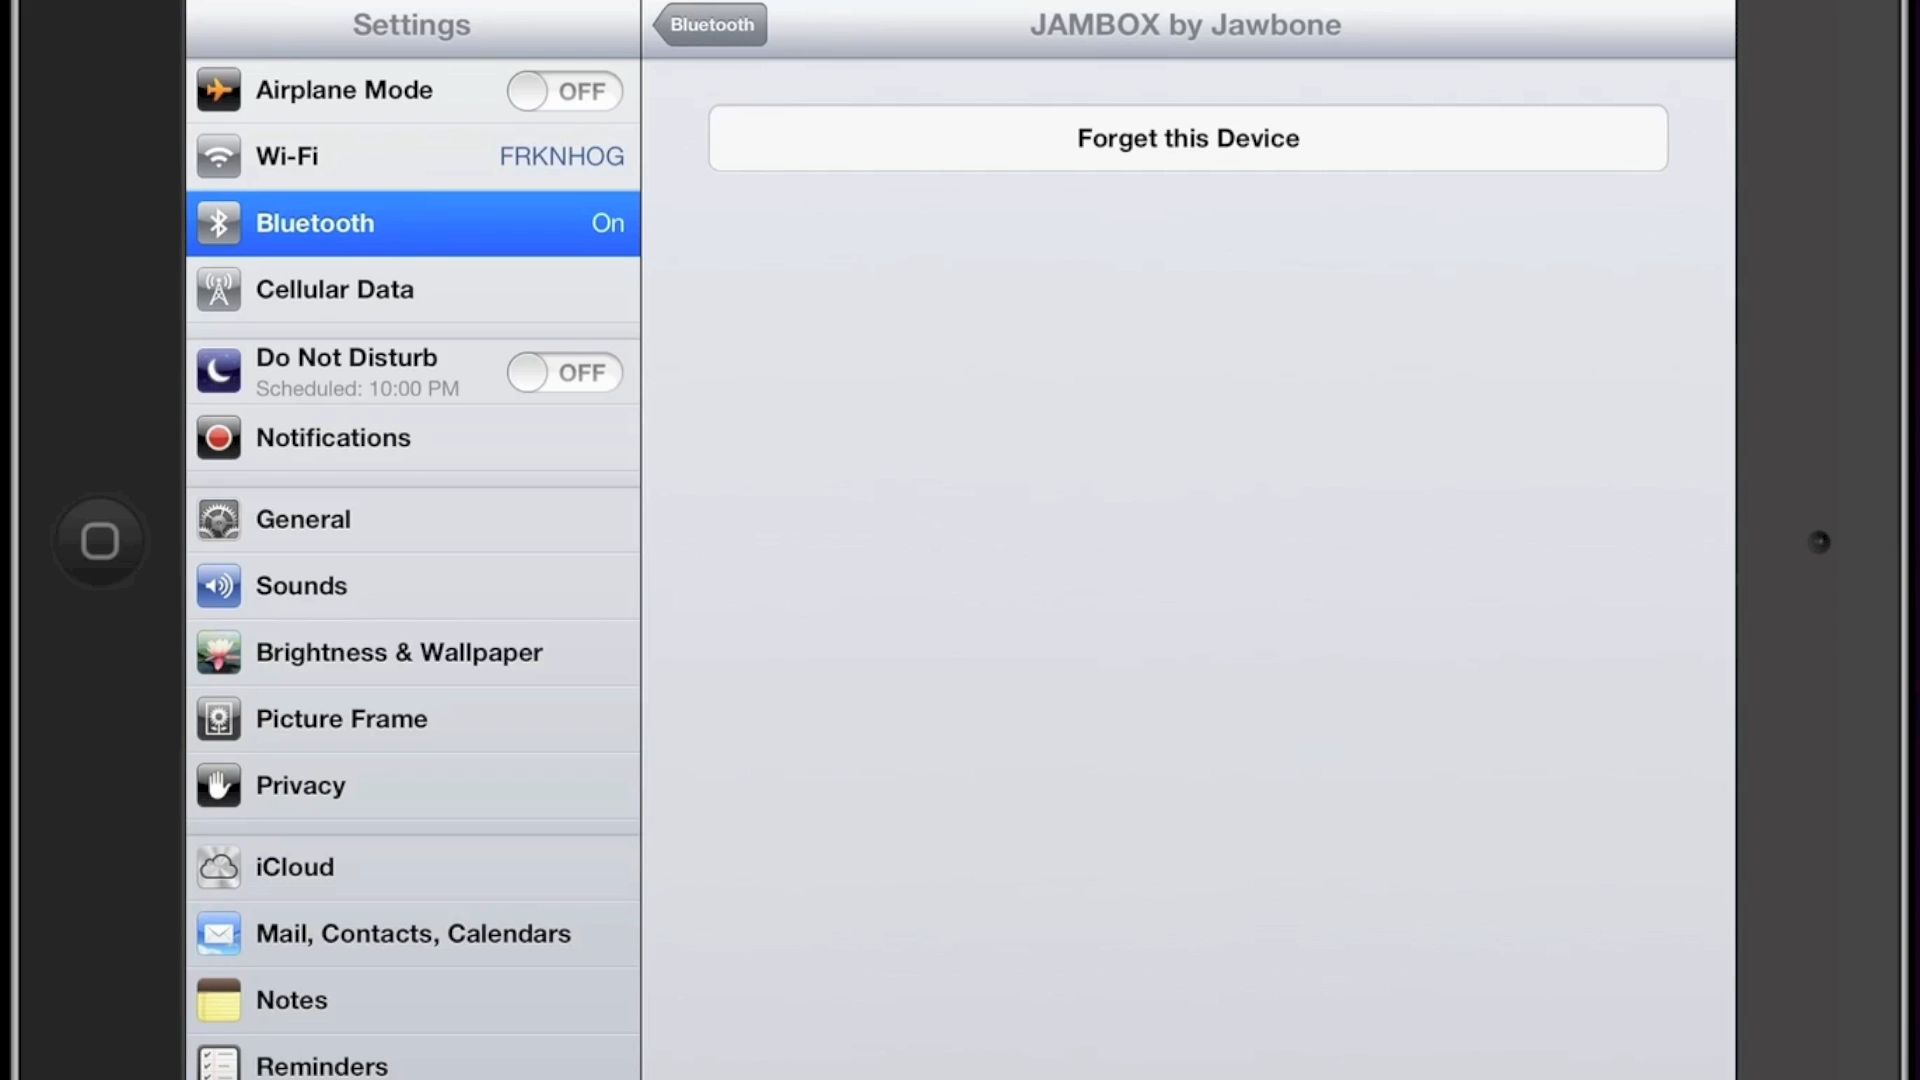 Settings
Bluetooth
JAMBOX by Jawbone
Airplane Mode OFF
Wi-Fi FRKNHOG
Bluetooth On
Cellular Data
Do Not Disturb OFF
Scheduled: 10:00 PM
Notifications
General
Sounds
Brightness & Wallpaper
Picture Frame
Privacy
iCloud
Mail, Contacts, Calendars
Notes
Reminders
Forget this Device